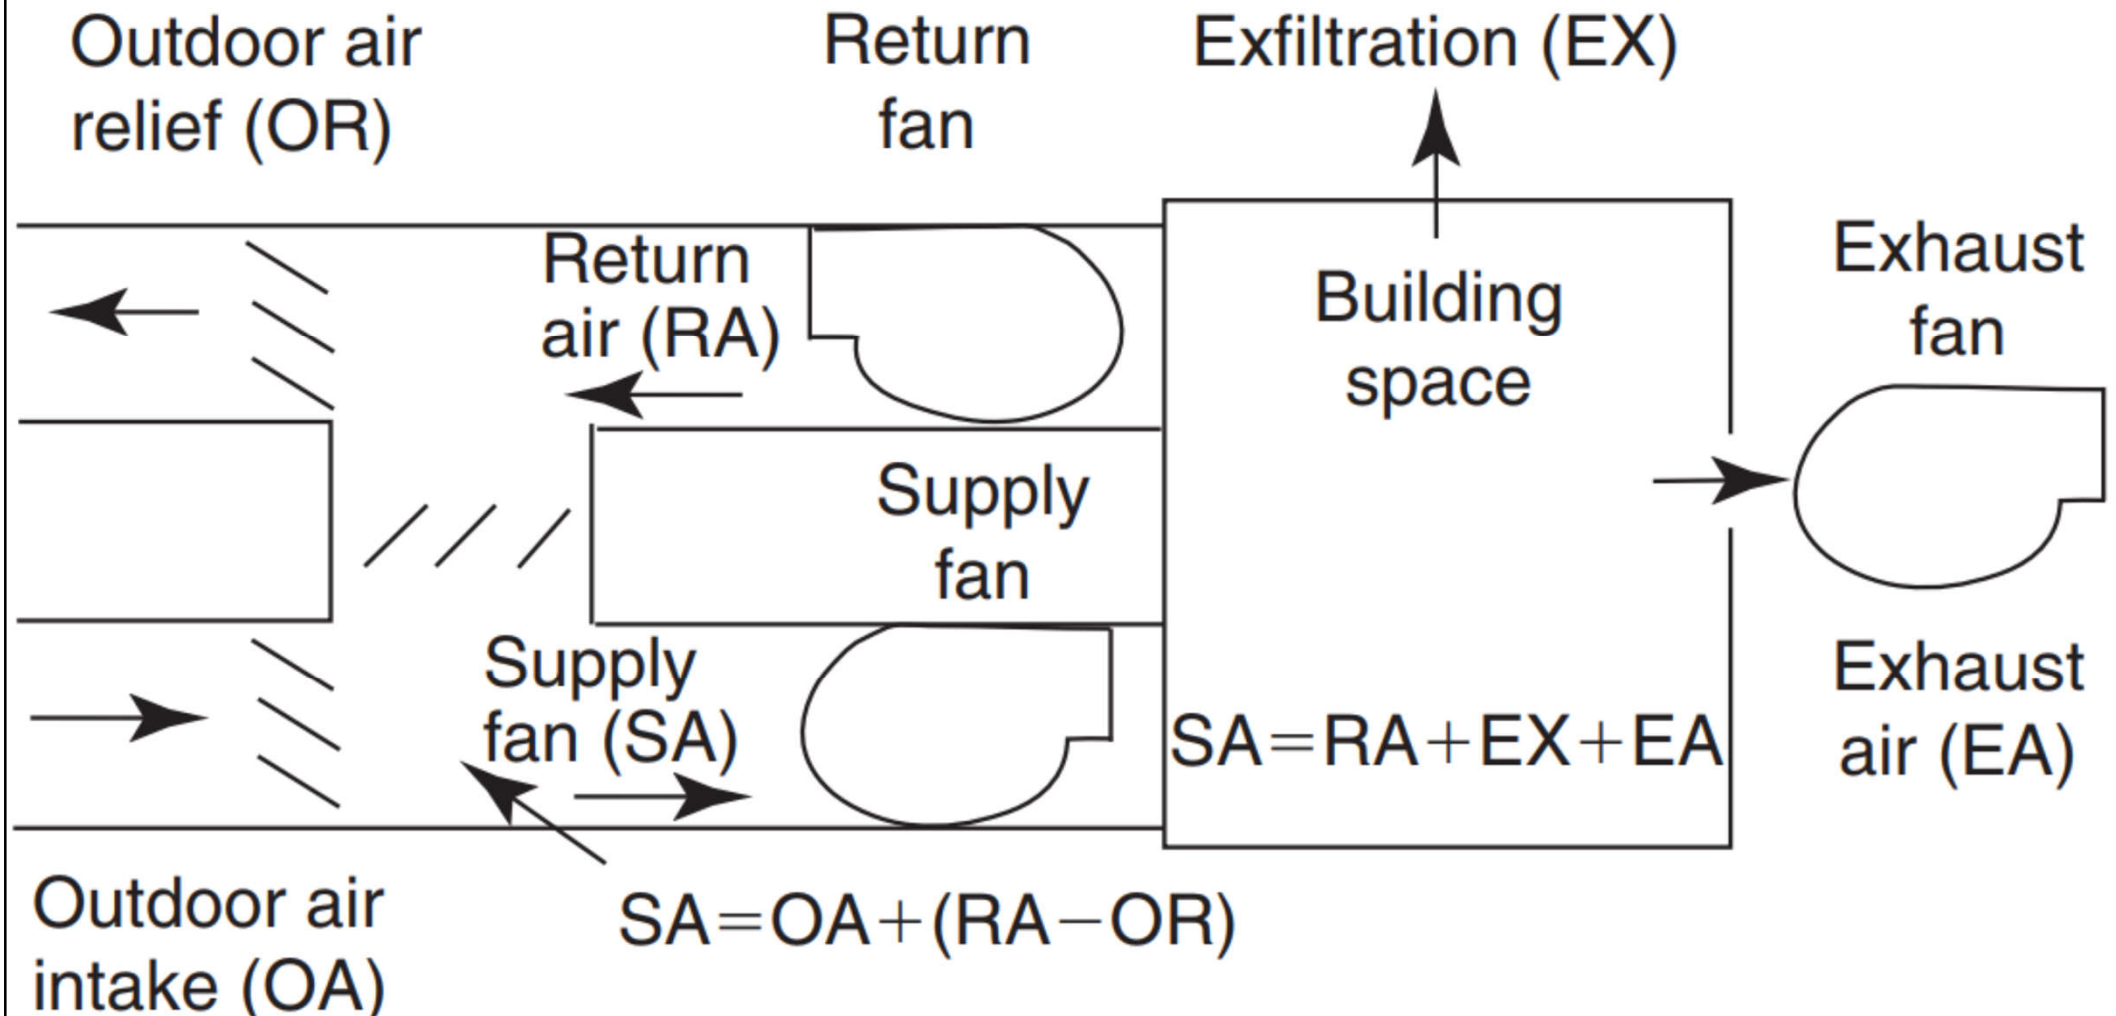 Outdoor air
relief (OR)
Return
fan
Exfiltration (EX)
Return
air (RA)
Building
space
Exhaust
fan
Supply
fan
Supply
fan (SA)
SA=RA+EX+EA
Exhaust
air (EA)
Outdoor air
intake (OA)
SA=OA+(RA−OR)